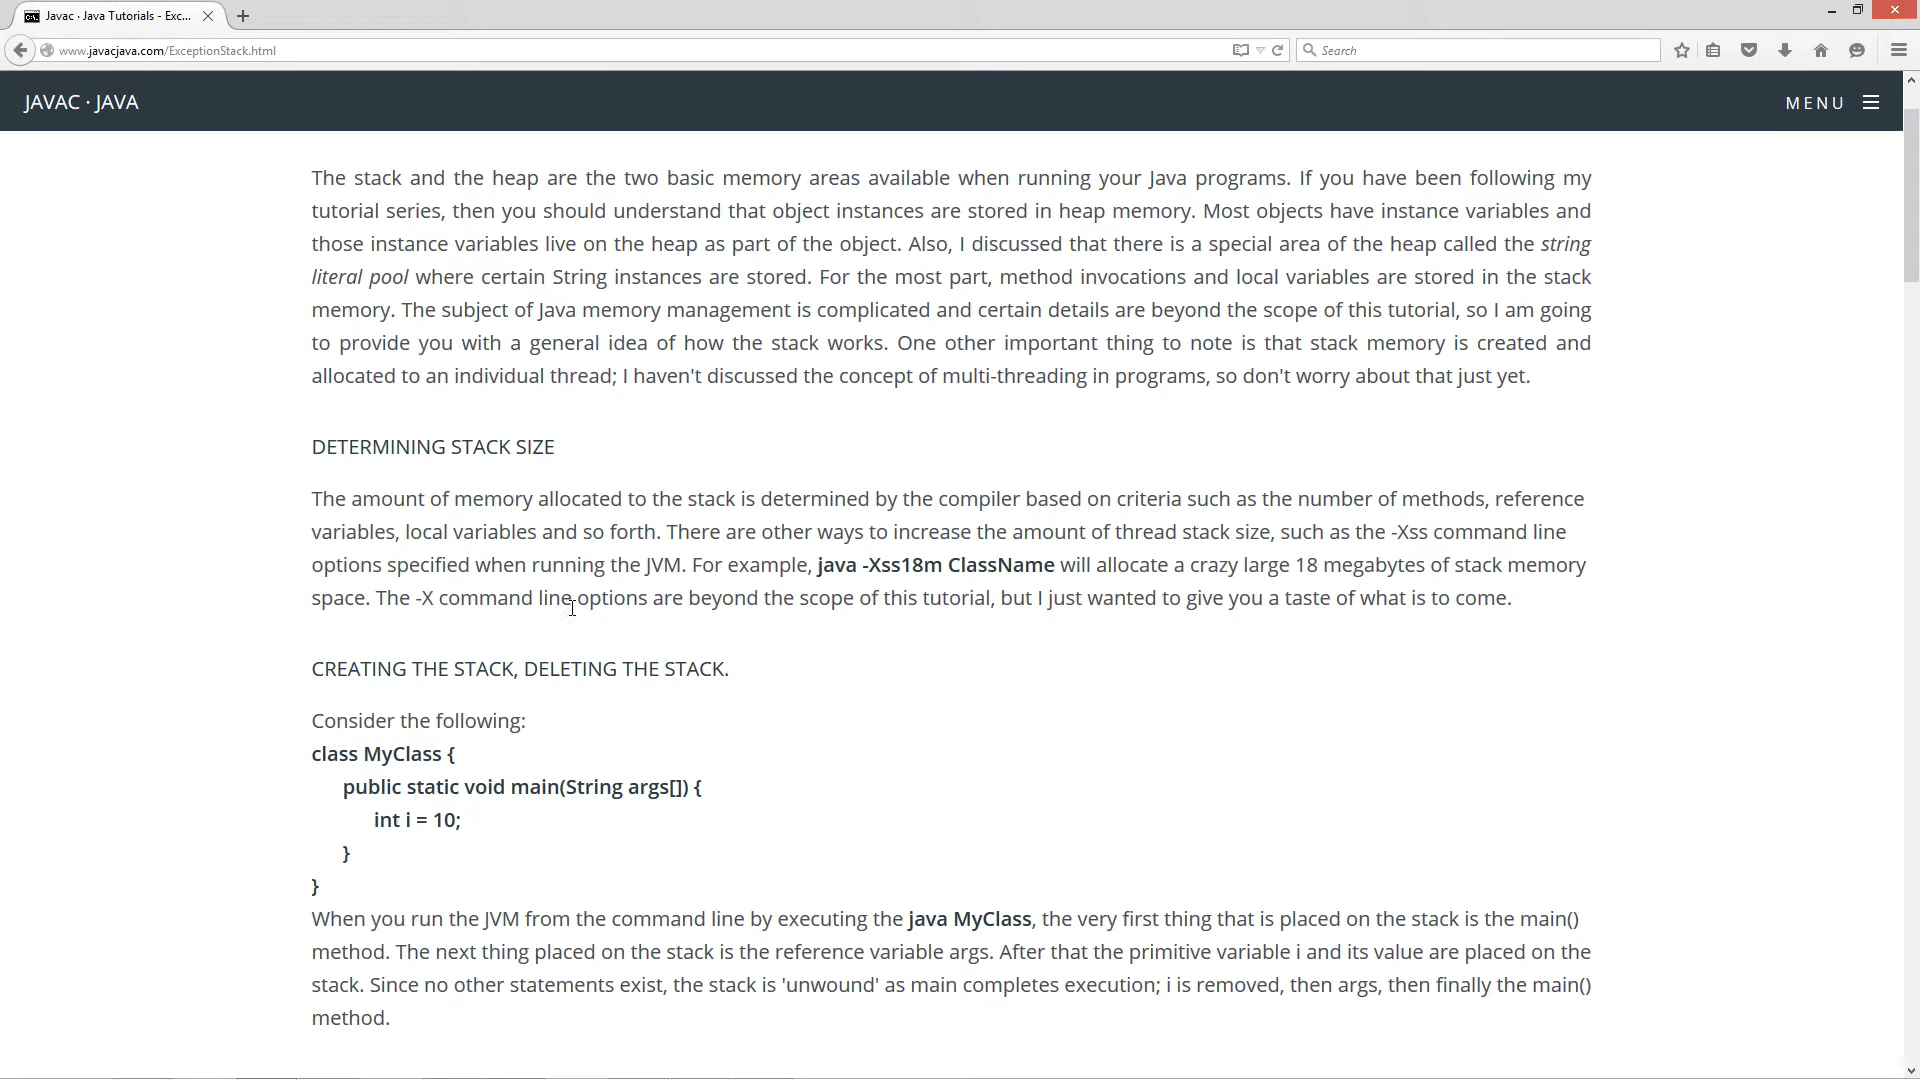 Javac · Java Tutorials - Exc...
www.javacjava.com/ExceptionStack.html
Search
JAVAC · JAVA
MENU
The stack and the heap are the two basic memory areas available when running your Java programs. If you have been following my
tutorial series, then you should understand that object instances are stored in heap memory. Most objects have instance variables and
those instance variables live on the heap as part of the object. Also, I discussed that there is a special area of the heap called the string
literal pool where certain String instances are stored. For the most part, method invocations and local variables are stored in the stack
memory. The subject of Java memory management is complicated and certain details are beyond the scope of this tutorial, so I am going
to provide you with a general idea of how the stack works. One other important thing to note is that stack memory is created and
allocated to an individual thread; I haven't discussed the concept of multi-threading in programs, so don't worry about that just yet.
DETERMINING STACK SIZE
The amount of memory allocated to the stack is determined by the compiler based on criteria such as the number of methods, reference
variables, local variables and so forth. There are other ways to increase the amount of thread stack size, such as the -Xss command line
options specified when running the JVM. For example, java -Xss18m ClassName will allocate a crazy large 18 megabytes of stack memory
space. The -X command line options are beyond the scope of this tutorial, but I just wanted to give you a taste of what is to come.
CREATING THE STACK, DELETING THE STACK.
Consider the following:
class MyClass {
public static void main(String args[]) {
int i = 10;
}
}
When you run the JVM from the command line by executing the java MyClass, the very first thing that is placed on the stack is the main()
method. The next thing placed on the stack is the reference variable args. After that the primitive variable i and its value are placed on the
stack. Since no other statements exist, the stack is 'unwound' as main completes execution; i is removed, then args, then finally the main()
method.